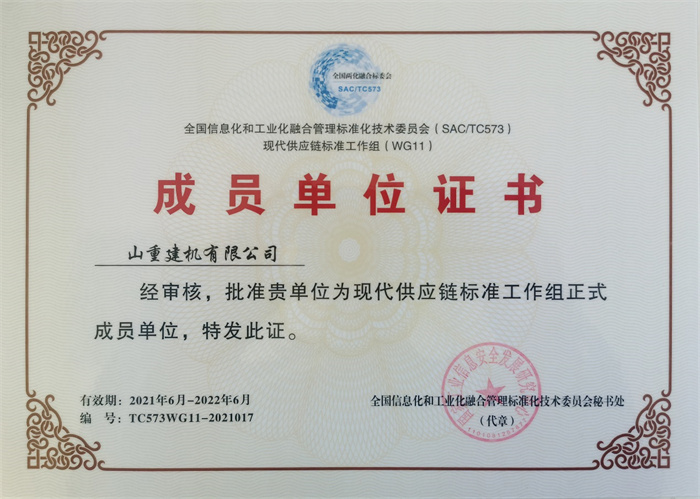 全国两化融合标委会
SAC/TC573
全国信息化和工业化融合管理标准化技术委员会（SAC/TC573）
现代供应链标准工作组（WG11）
成员单位证书
山重建机有限公司
经审核，批准贵单位为现代供应链标准工作组正式
成员单位，特发此证。
有效期：2021年6月-2022年6月
编 号：TC573WG11-2021017
全国信息化和工业化融合管理标准化技术委员会秘书处
（代章）